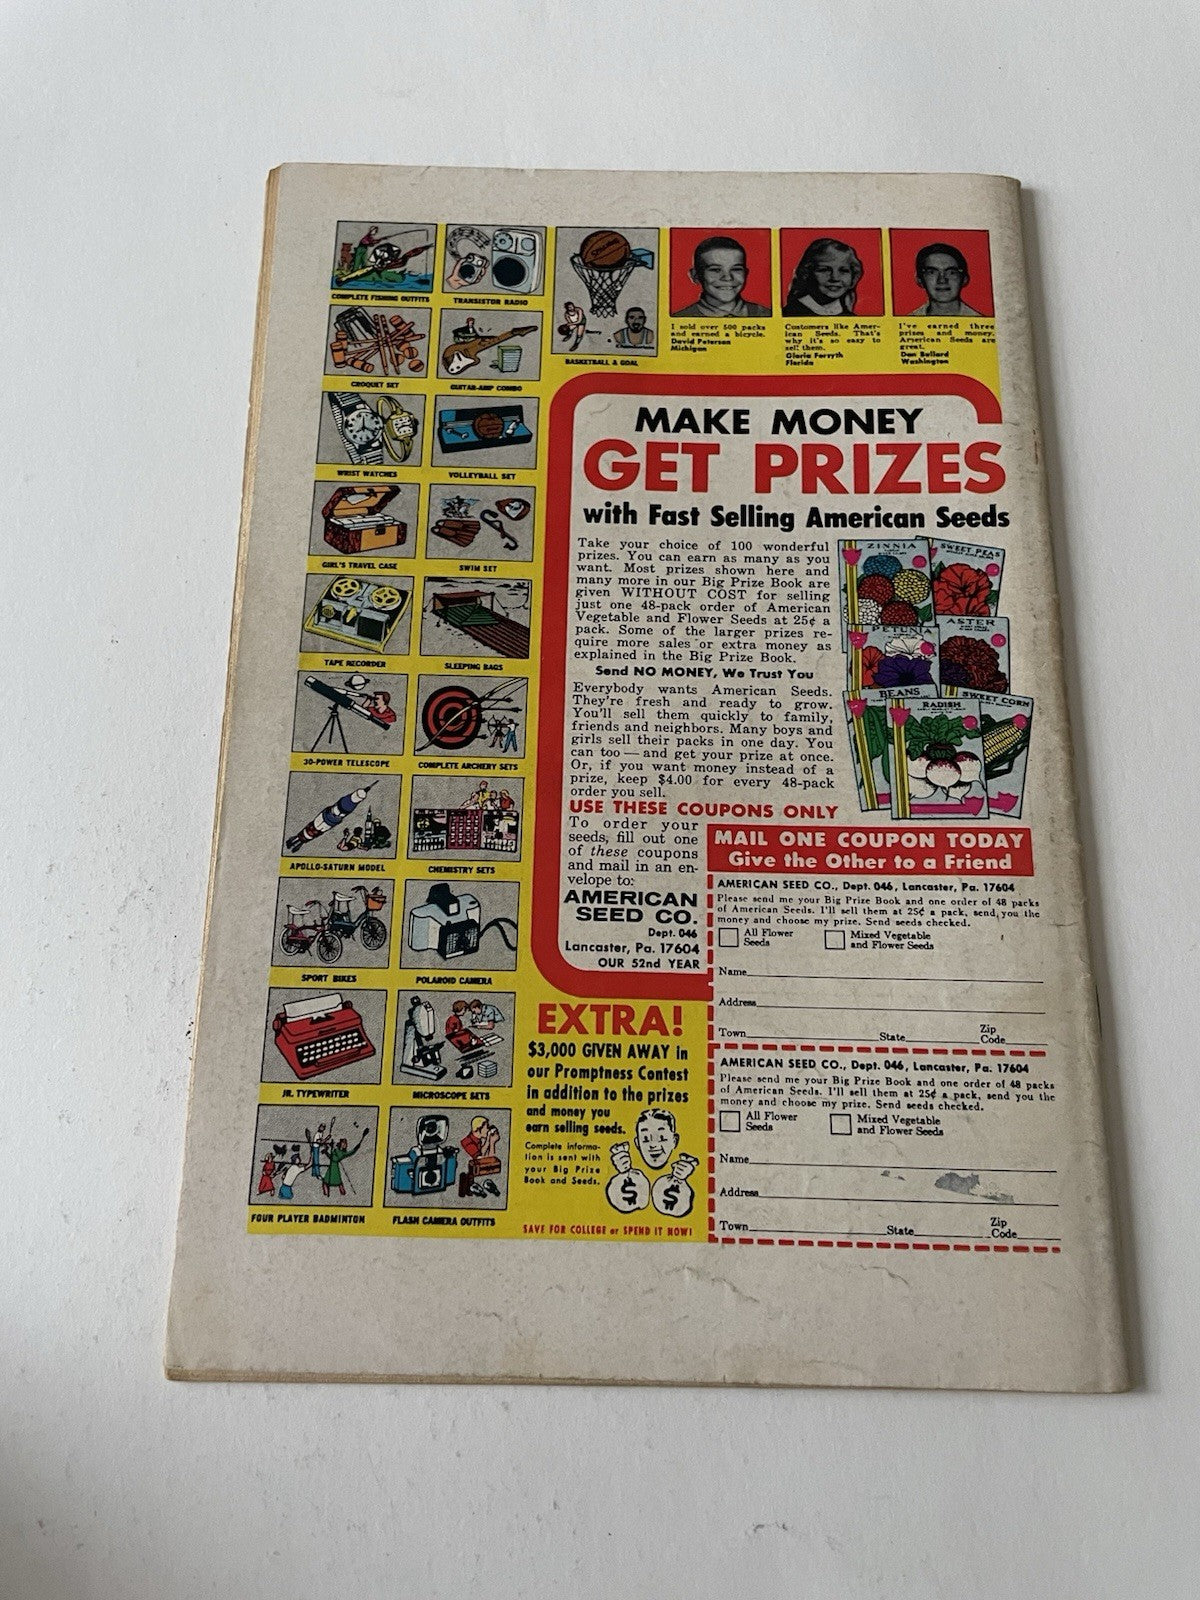 COMPLETE FISHING OUTFITS
TRANSISTOR RADIO
BASKETBALL & GOAL
CROQUET SET
GUITAR-AMP COMBO
WRIST WATCHES
VOLLEYBALL SET
GIRL'S TRAVEL CASE
SWIM SET
TAPE RECORDER
SLEEPING BAGS
30-POWER TELESCOPE
COMPLETE ARCHERY SETS
APOLLO-SATURN MODEL
CHEMISTRY SETS
SPORT BIKES
POLAROID CAMERA
JR. TYPEWRITER
MICROSCOPE SETS
FOUR PLAYER BADMINTON
FLASH CAMERA OUTFITS
I sold over 500 packs
and earned a bicycle.
David Peterson
Michigan
Customers like Amer-
ican Seeds. That's
why it's so easy to
sell them.
Gloria Forsyth
Florida
I've earned three
prizes and money.
American Seeds are
great.
Don Bollard
Washington
MAKE MONEY
GET PRIZES
with Fast Selling American Seeds
Take your choice of 100 wonderful
prizes. You can earn as many as you
want. Most prizes shown here and
many more in our Big Prize Book are
given WITHOUT COST for selling
just one 48-pack order of American
Vegetable and Flower Seeds at 25¢ a
pack. Some of the larger prizes re-
quire more sales or extra money as
explained in the Big Prize Book.
Send NO MONEY, We Trust You
Everybody wants American Seeds.
They're fresh and ready to grow.
You'll sell them quickly to family,
friends and neighbors. Many boys and
girls sell their packs in one day. You
can too — and get your prize at once.
Or, if you want money instead of a
prize, keep $4.00 for every 48-pack
order you sell.
ZINNIA
SWEET PEAS
PETUNIA
ASTER
BEANS
RADISH
SWEET CORN
USE THESE COUPONS ONLY
To order your
seeds, fill out one
of these coupons
and mail in an en-
velope to:
AMERICAN
SEED CO.
Dept. 046
Lancaster, Pa. 17604
OUR 52nd YEAR
MAIL ONE COUPON TODAY
Give the Other to a Friend
AMERICAN SEED CO., Dept. 046, Lancaster, Pa. 17604
Please send me your Big Prize Book and one order of 48 packs
of American Seeds. I'll sell them at 25¢ a pack, send you the
money and choose my prize. Send seeds checked.
All Flower
Seeds
Mixed Vegetable
and Flower Seeds
Name
Address
Town State Zip Code
AMERICAN SEED CO., Dept. 046, Lancaster, Pa. 17604
Please send me your Big Prize Book and one order of 48 packs
of American Seeds. I'll sell them at 25¢ a pack, send you the
money and choose my prize. Send seeds checked.
All Flower
Seeds
Mixed Vegetable
and Flower Seeds
Name
Address
Town State Zip Code
EXTRA!
$3,000 GIVEN AWAY in
our Promptness Contest
in addition to the prizes
and money you
earn selling seeds.
Complete informa-
tion is sent with
your Big Prize
Book and Seeds.
$ $
SAVE FOR COLLEGE or SPEND IT NOW!